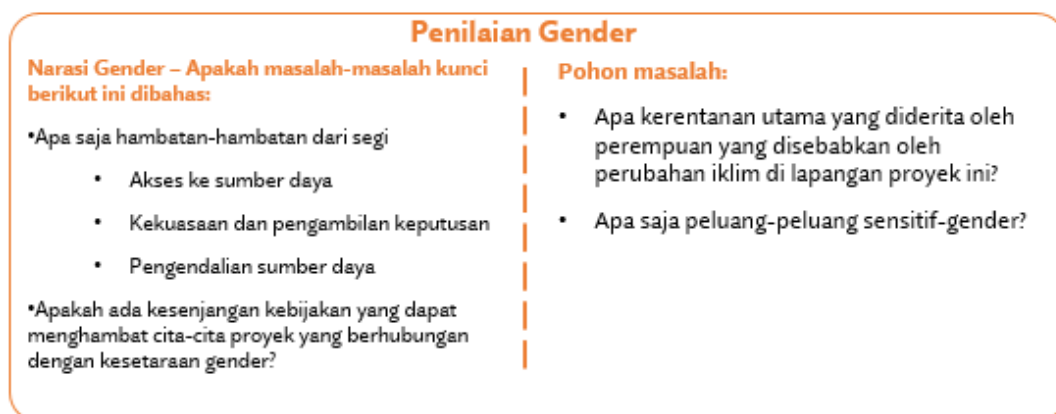 Penilaian Gender
Narasi Gender – Apakah masalah-masalah kunci
berikut ini dibahas:
•Apa saja hambatan-hambatan dari segi
• Akses ke sumber daya
• Kekuasaan dan pengambilan keputusan
• Pengendalian sumber daya
•Apakah ada kesenjangan kebijakan yang dapat
menghambat cita-cita proyek yang berhubungan
dengan kesetaraan gender?
Pohon masalah:
• Apa kerentanan utama yang diderita oleh
perempuan yang disebabkan oleh
perubahan iklim di lapangan proyek ini?
• Apa saja peluang-peluang sensitif-gender?